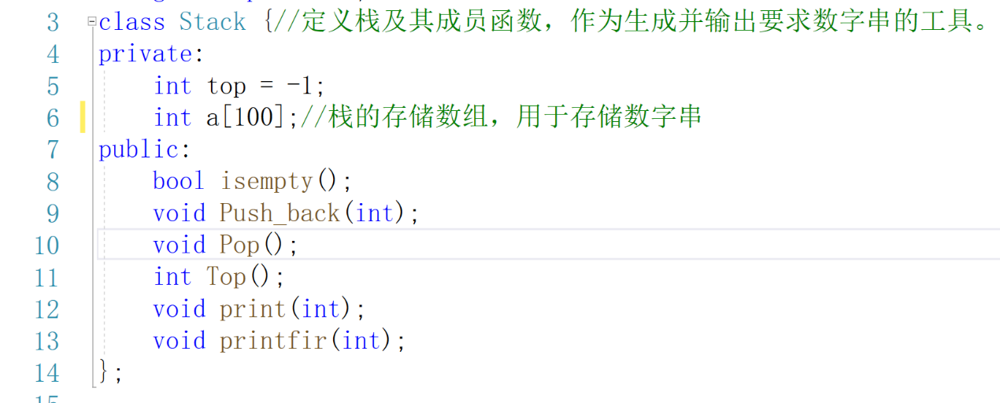 3 class Stack {//定义栈及其成员函数，作为生成并输出要求数字串的工具。
4 private:
5 int top = -1;
6 int a[100];//栈的存储数组，用于存储数字串
7 public:
8 bool isempty();
9 void Push_back(int);
10 void Pop();
11 int Top();
12 void print(int);
13 void printfir(int);
14 };
15